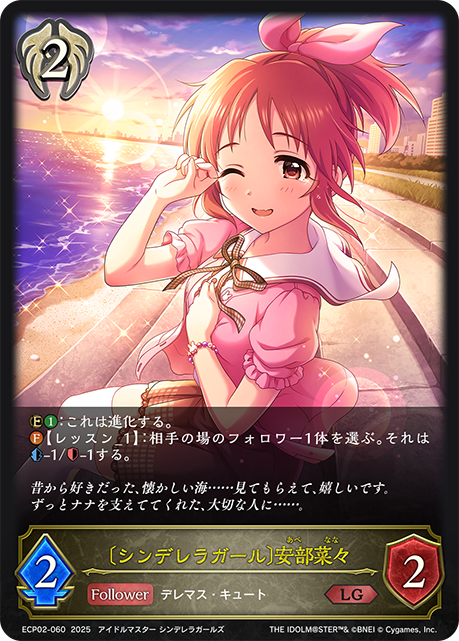 2
E 1:これは進化する。
F【レッスン_1】:相手の場のフォロワー1体を選ぶ。それは
-1/-1する。
昔から好きだった、懐かしい海……見てもらえて、嬉しいです。
ずっとナナを支えててくれた、大切な人に……。
あべ なな
〔シンデレラガール〕安部菜々
2
Follower デレマス・キュート LG
2
ECP02-060 2025 アイドルマスター シンデレラガールズ THE IDOLM@STER™& ©BNEI © Cygames, Inc.